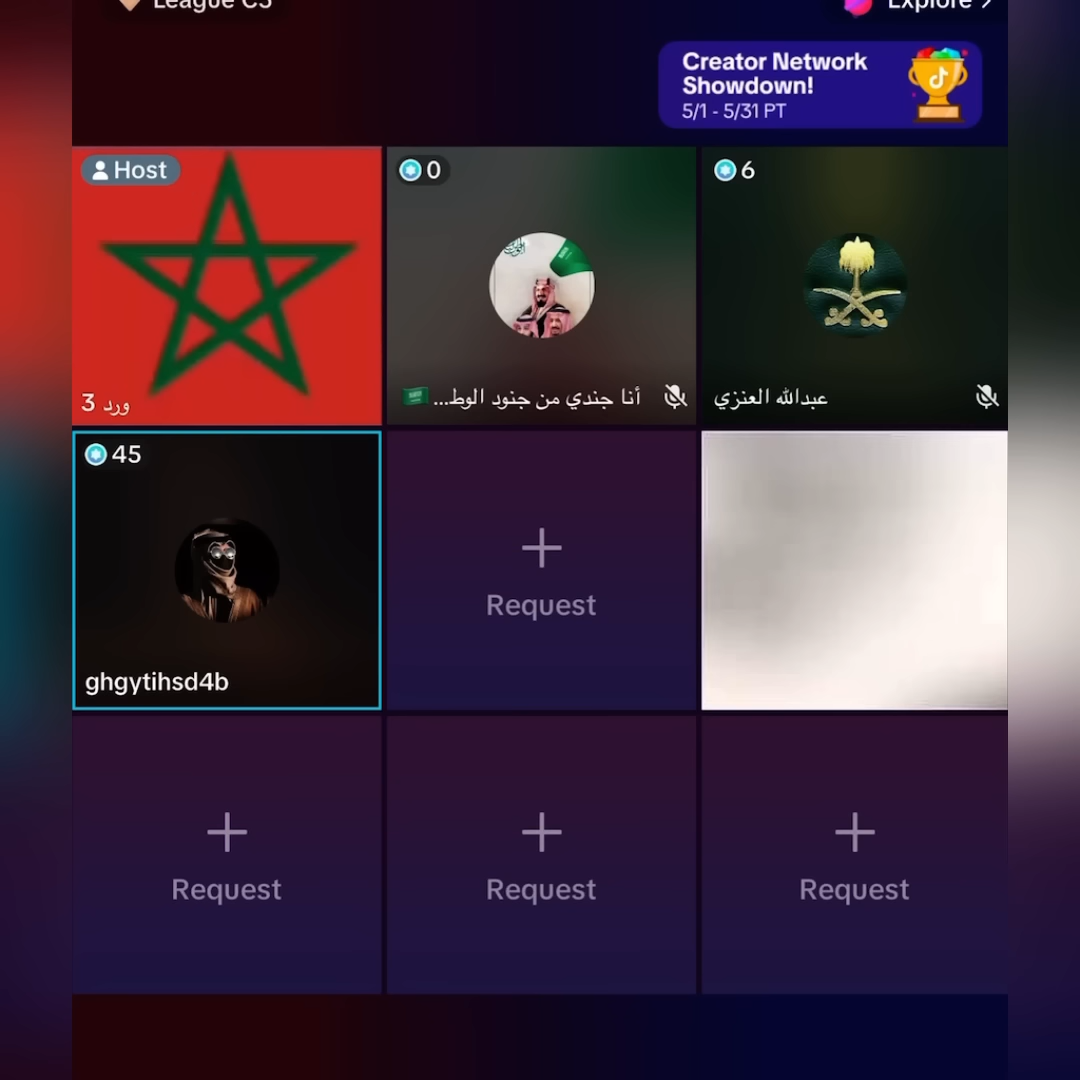 League C3
Explore >
Creator Network
Showdown!
5/1 - 5/31 PT
Host
0
6
ورد 3
أنا جندي من جنود الوط...
عبدالله العنزي
45
Request
ghgytihsd4b
Request
Request
Request